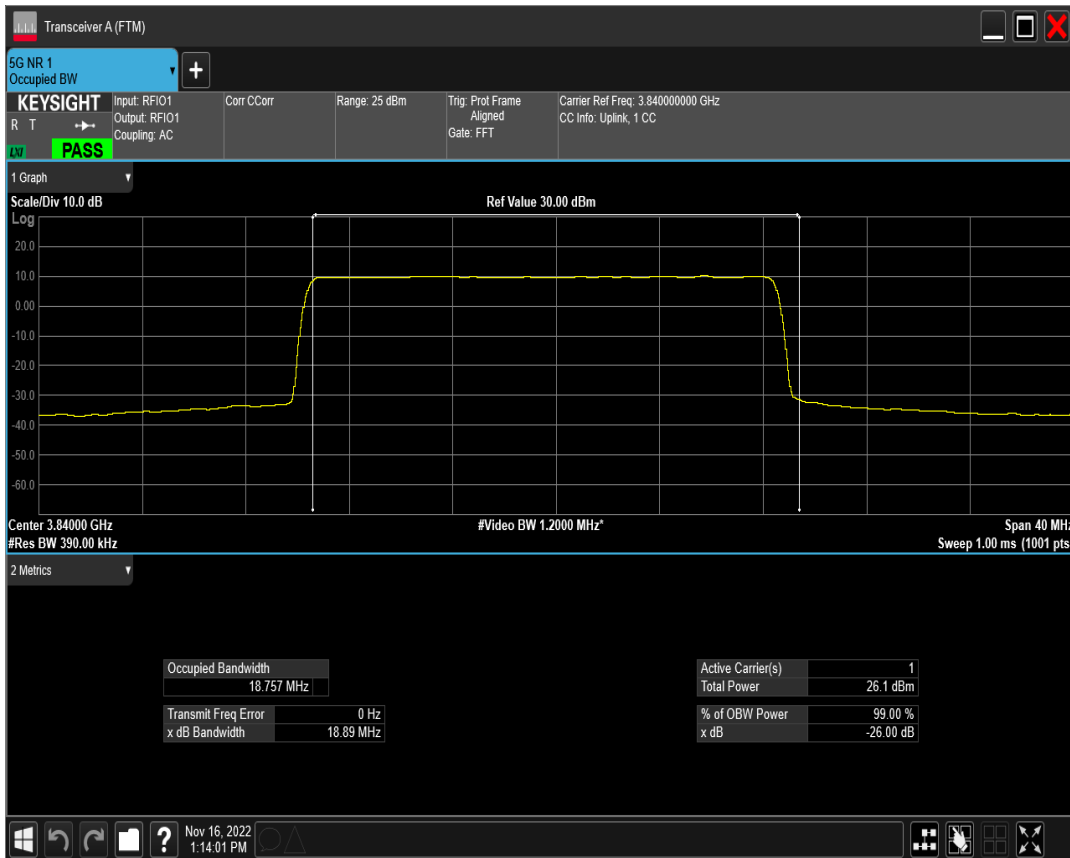 Transceiver A (FTM)
5G NR 1
Occupied BW
+
KEYSIGHT
R T
LXI
PASS
Input: RFIO1
Output: RFIO1
Coupling: AC
Corr CCorr
Range: 25 dBm
Trig: Prot Frame
Aligned
Gate: FFT
Carrier Ref Freq: 3.840000000 GHz
CC Info: Uplink, 1 CC
1 Graph
Scale/Div 10.0 dB
Ref Value 30.00 dBm
Log
20.0
10.0
0.00
-10.0
-20.0
-30.0
-40.0
-50.0
-60.0
Center 3.84000 GHz
#Video BW 1.2000 MHz*
Span 40 MHz
#Res BW 390.00 kHz
Sweep 1.00 ms (1001 pts
2 Metrics
Occupied Bandwidth
18.757 MHz
Transmit Freq Error 0 Hz
x dB Bandwidth 18.89 MHz
Active Carrier(s) 1
Total Power 26.1 dBm
% of OBW Power 99.00 %
x dB -26.00 dB
?
Nov 16, 2022
1:14:01 PM